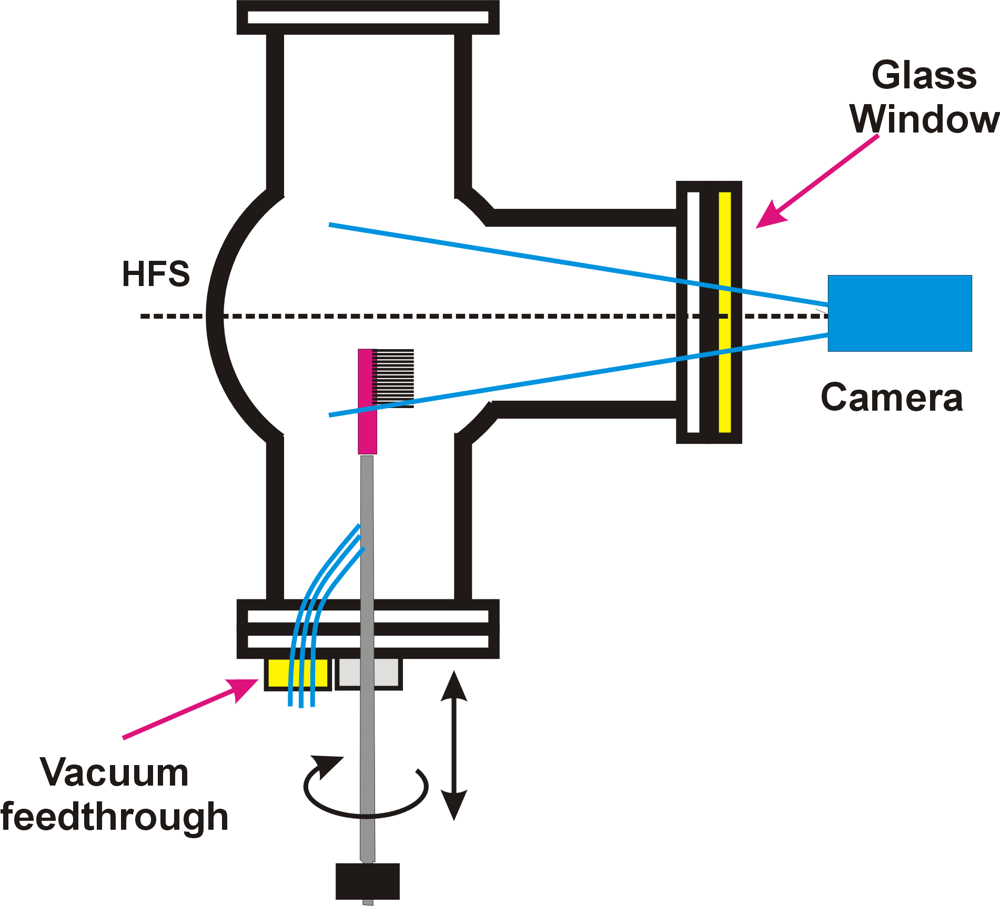 Glass
Window
HFS
Camera
Vacuum
feedthrough